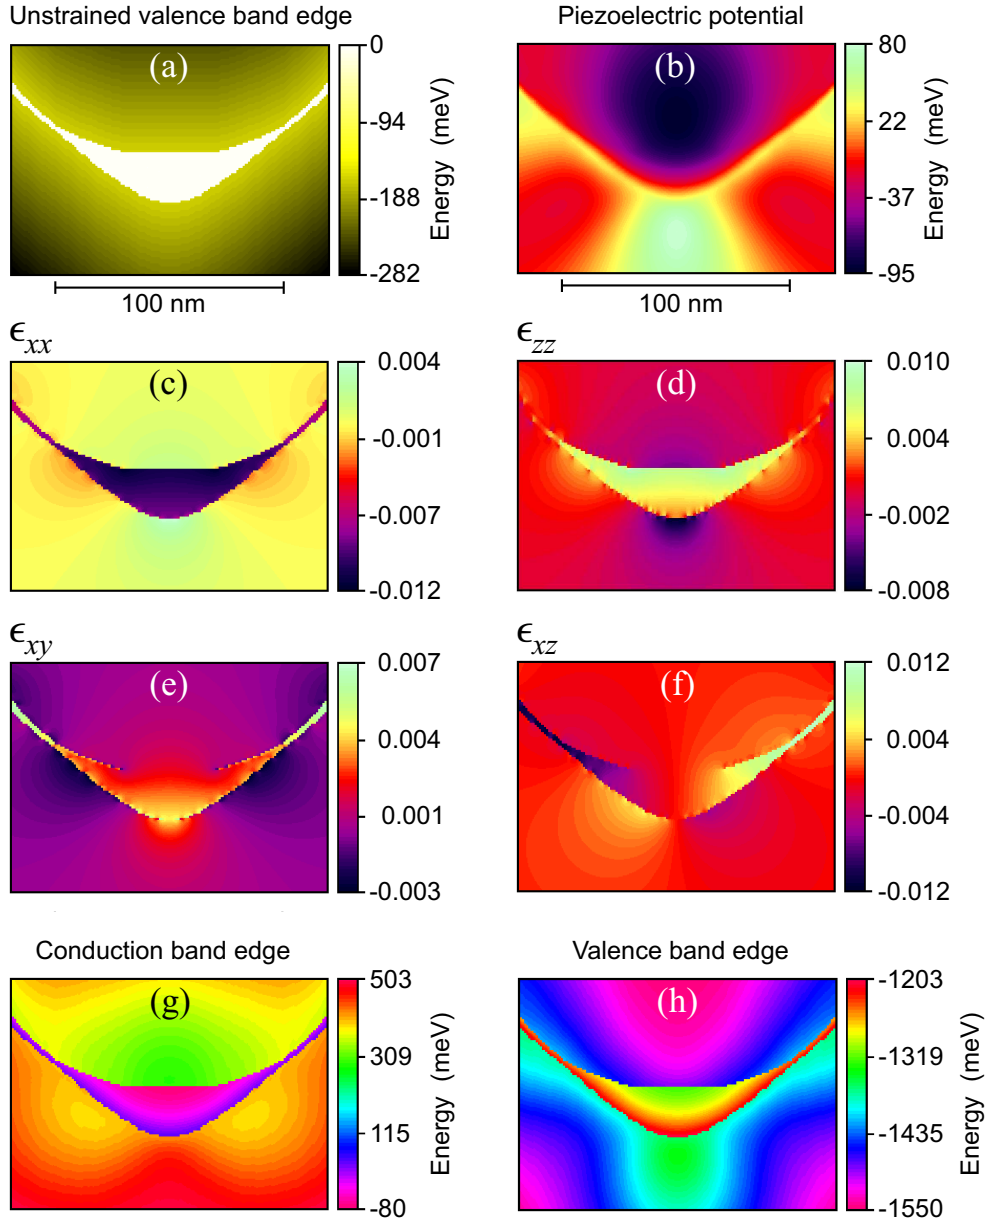 Unstrained valence band edge
Piezoelectric potential
(a)
0
-94
-188
-282
Energy (meV)
100 nm
(b)
80
22
-37
-95
Energy (meV)
100 nm
ϵxx
(c)
0.004
-0.001
-0.007
-0.012
ϵzz
(d)
0.010
0.004
-0.002
-0.008
ϵxy
(e)
0.007
0.004
0.001
-0.003
ϵxz
(f)
0.012
0.004
-0.004
-0.012
Conduction band edge
Valence band edge
(g)
503
309
115
-80
Energy (meV)
(h)
-1203
-1319
-1435
-1550
Energy (meV)